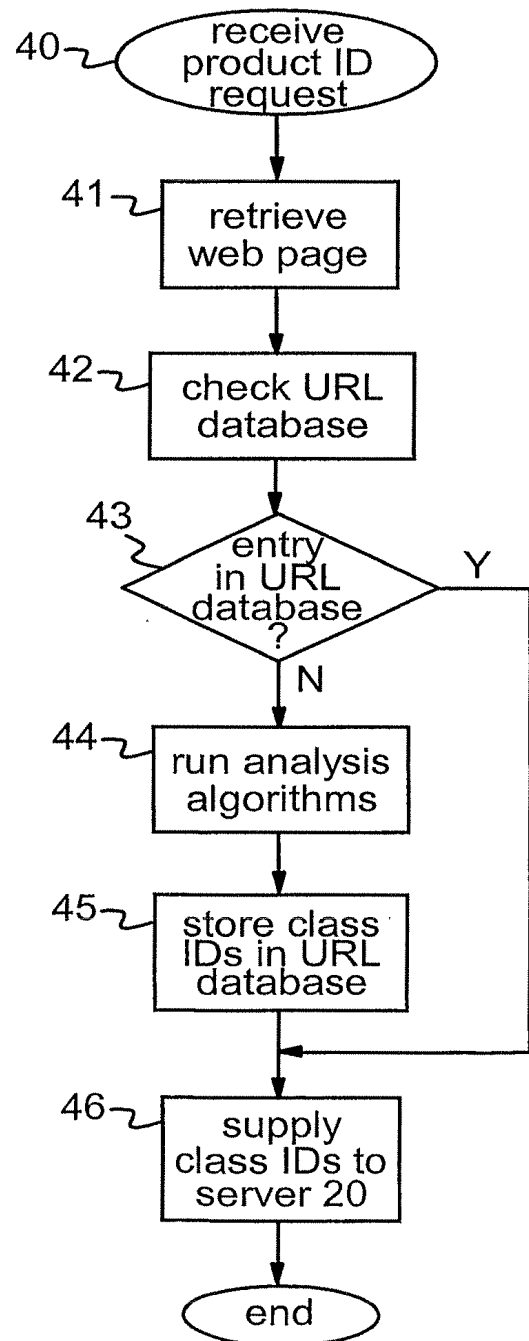 40
receive
product ID
request
41
retrieve
web page
42
check URL
database
43
entry
in URL
database
?
Y
N
44
run analysis
algorithms
45
store class
IDs in URL
database
46
supply
class IDs to
server 20
end